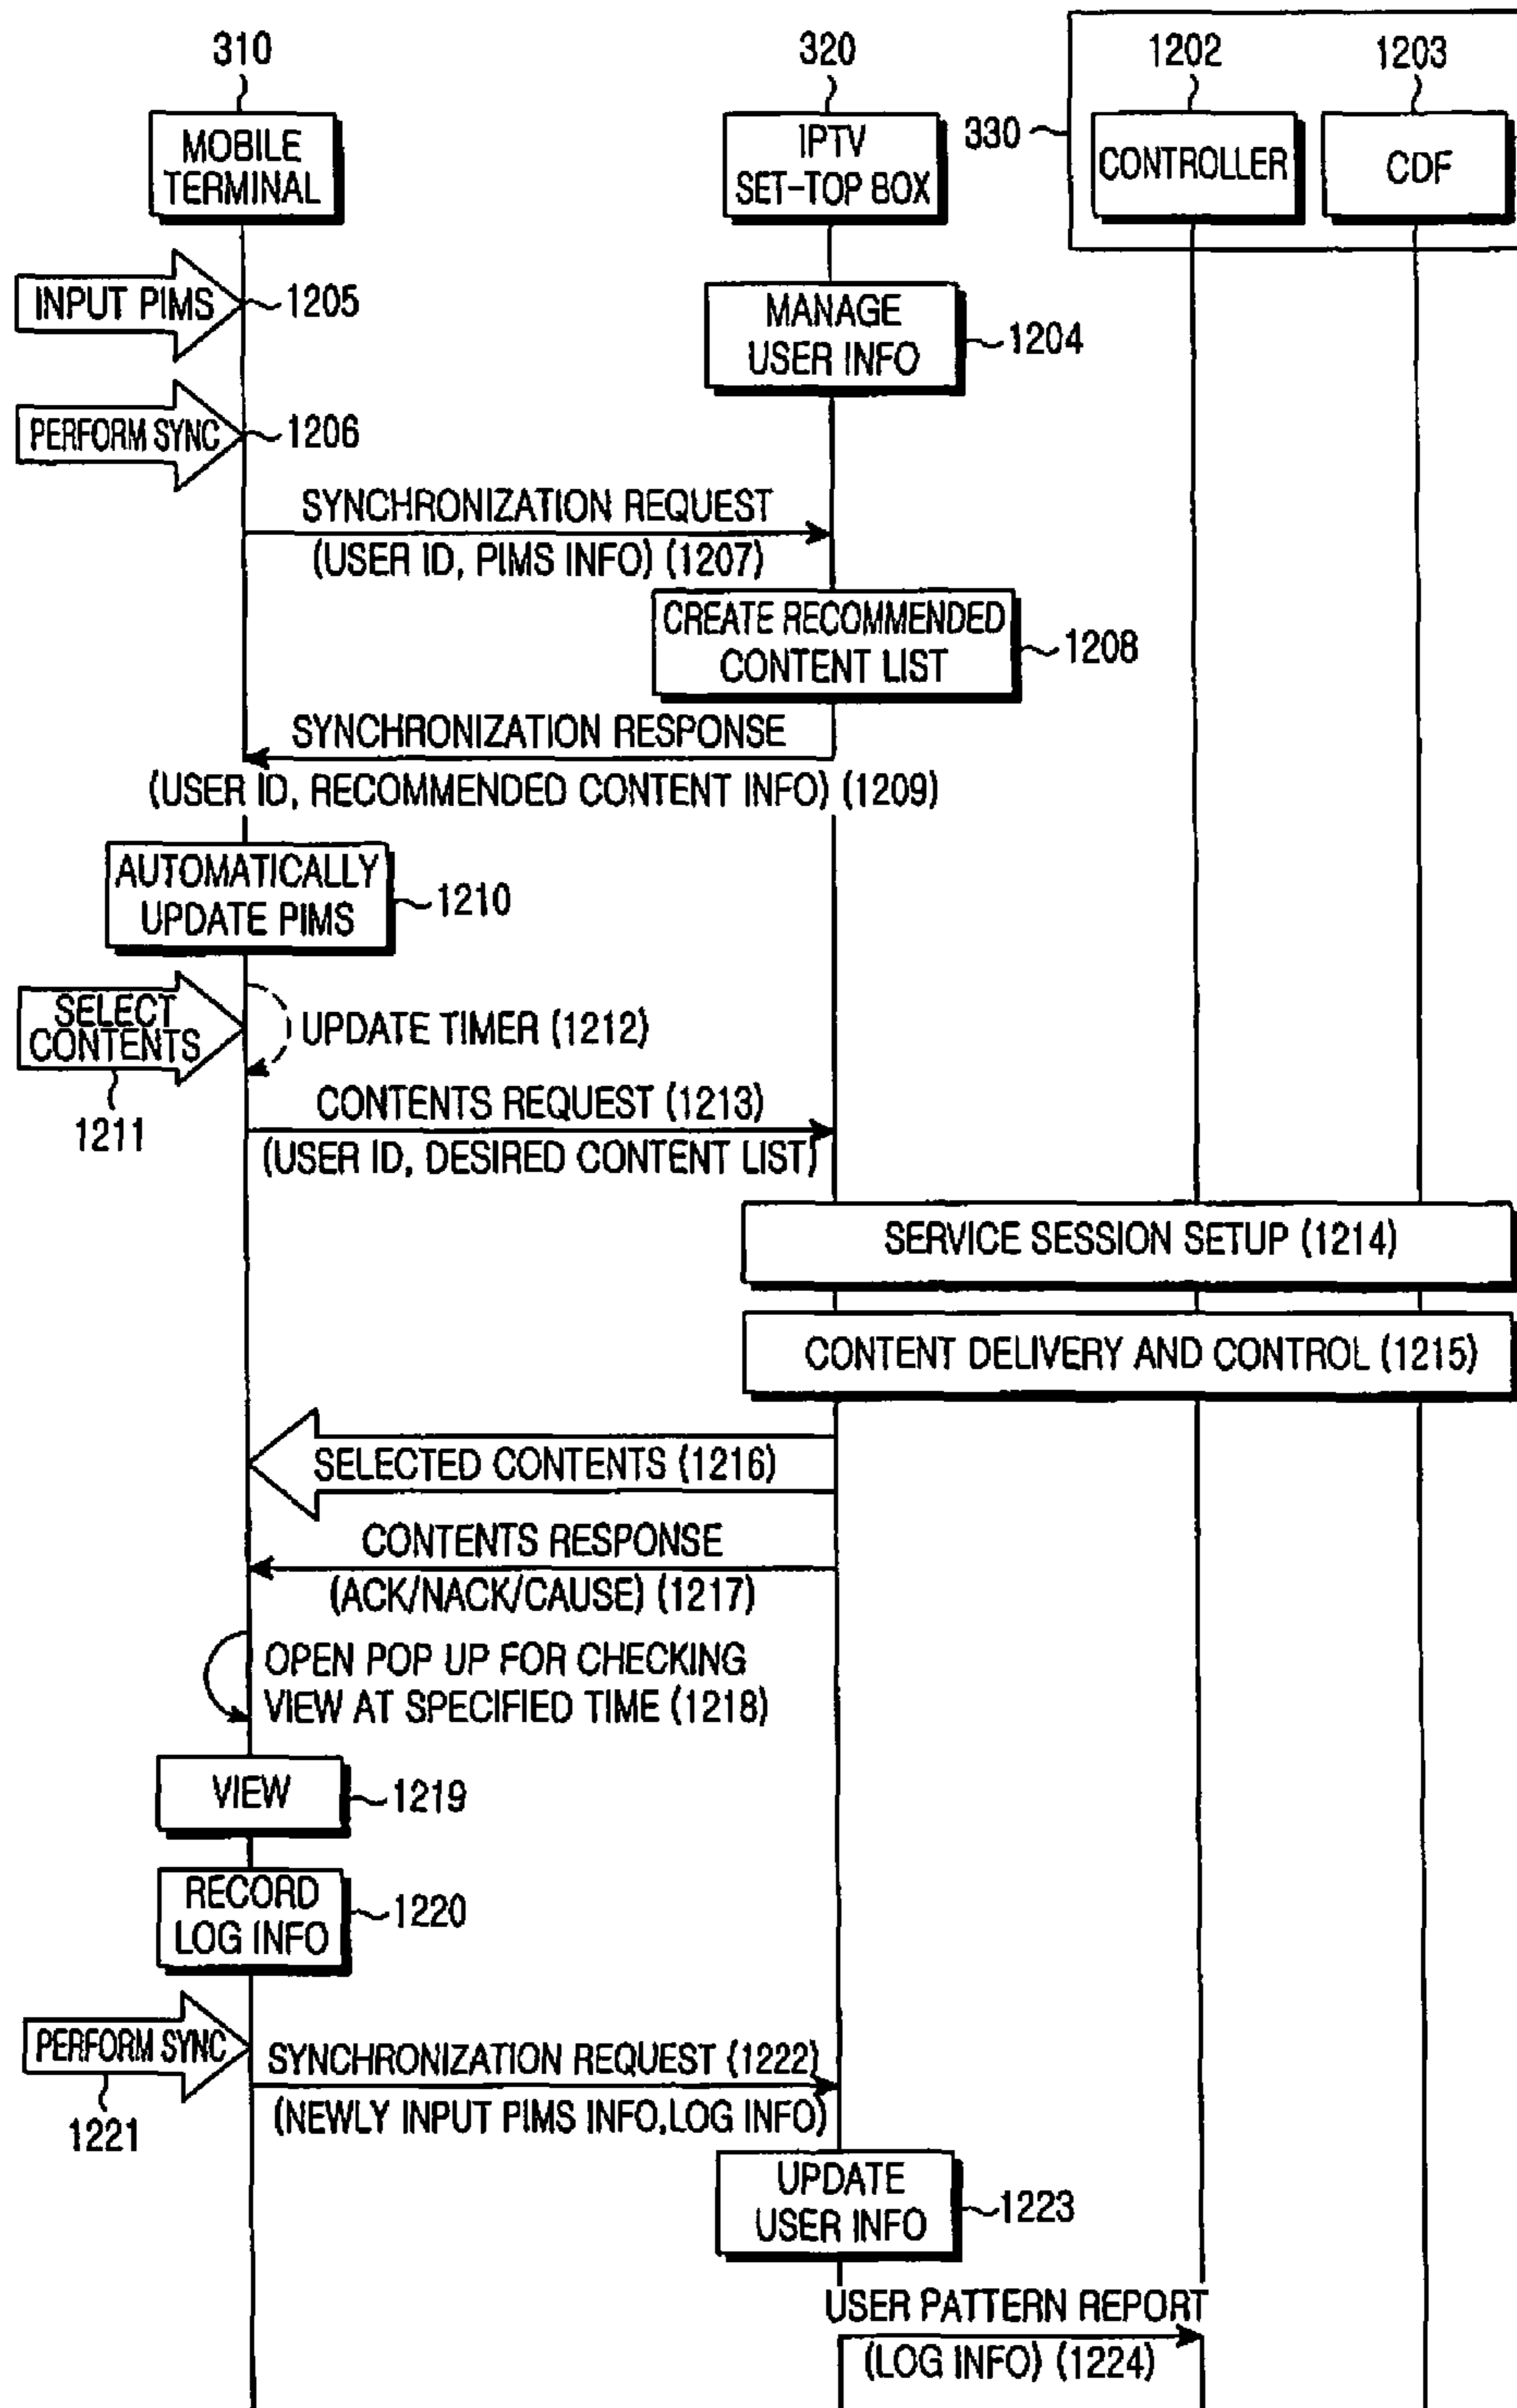 310
320
1202
1203
330
MOBILE
TERMINAL
IPTV
SET-TOP BOX
CONTROLLER
CDF
INPUT PIMS
1205
MANAGE
USER INFO
1204
PERFORM SYNC
1206
SYNCHRONIZATION REQUEST
(USER ID, PIMS INFO) (1207)
CREATE RECOMMENDED
CONTENT LIST
1208
SYNCHRONIZATION RESPONSE
(USER ID, RECOMMENDED CONTENT INFO) (1209)
AUTOMATICALLY
UPDATE PIMS
1210
SELECT
CONTENTS
1211
UPDATE TIMER (1212)
CONTENTS REQUEST (1213)
(USER ID, DESIRED CONTENT LIST)
SERVICE SESSION SETUP (1214)
CONTENT DELIVERY AND CONTROL (1215)
SELECTED CONTENTS (1216)
CONTENTS RESPONSE
(ACK/NACK/CAUSE) (1217)
OPEN POP UP FOR CHECKING
VIEW AT SPECIFIED TIME (1218)
VIEW
1219
RECORD
LOG INFO
1220
PERFORM SYNC
1221
SYNCHRONIZATION REQUEST (1222)
(NEWLY INPUT PIMS INFO,LOG INFO)
UPDATE
USER INFO
1223
USER PATTERN REPORT
(LOG INFO) (1224)